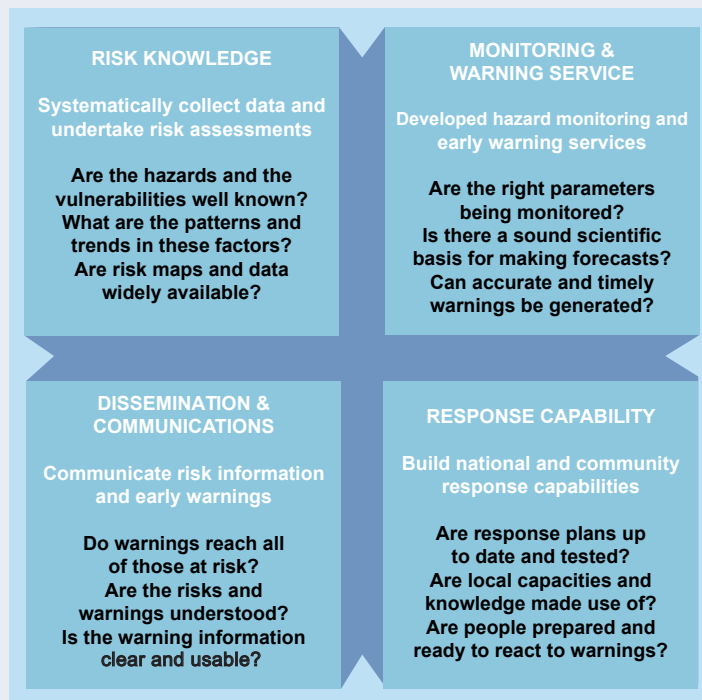 RISK KNOWLEDGE
Systematically collect data and
undertake risk assessments
Are the hazards and the
vulnerabilities well known?
What are the patterns and
trends in these factors?
Are risk maps and data
widely available?
MONITORING &
WARNING SERVICE
Developed hazard monitoring and
early warning services
Are the right parameters
being monitored?
Is there a sound scientific
basis for making forecasts?
Can accurate and timely
warnings be generated?
DISSEMINATION &
COMMUNICATIONS
Communicate risk information
and early warnings
Do warnings reach all
of those at risk?
Are the risks and
warnings understood?
Is the warning information
clear and usable?
RESPONSE CAPABILITY
Build national and community
response capabilities
Are response plans up
to date and tested?
Are local capacities and
knowledge made use of?
Are people prepared and
ready to react to warnings?